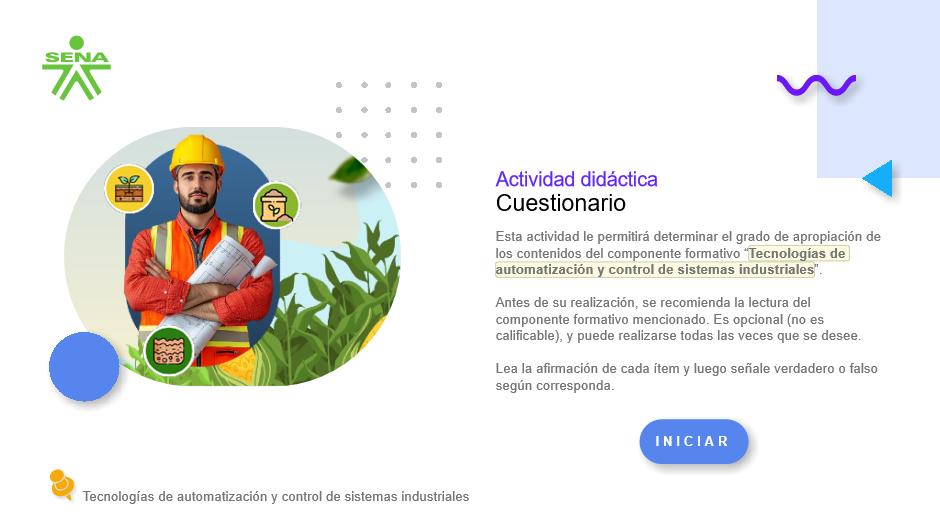 SENA
Actividad didáctica
Cuestionario
Esta actividad le permitirá determinar el grado de apropiación de
los contenidos del componente formativo “Tecnologías de
automatización y control de sistemas industriales”.
Antes de su realización, se recomienda la lectura del
componente formativo mencionado. Es opcional (no es
calificable), y puede realizarse todas las veces que se desee.
Lea la afirmación de cada ítem y luego señale verdadero o falso
según corresponda.
INICIAR
Tecnologías de automatización y control de sistemas industriales